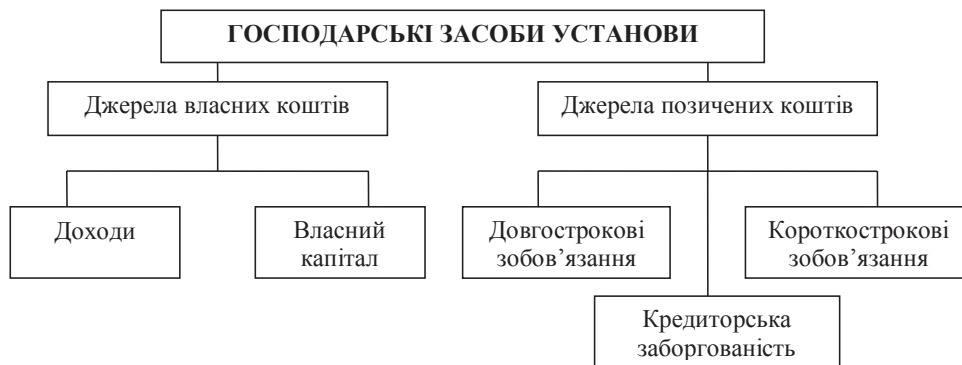 ГОСПОДАРСЬКІ ЗАСОБИ УСТАНОВИ
Джерела власних коштів
Джерела позичених коштів
Доходи
Власний
капітал
Довгострокові
зобов’язання
Короткострокові
зобов’язання
Кредиторська
заборгованість